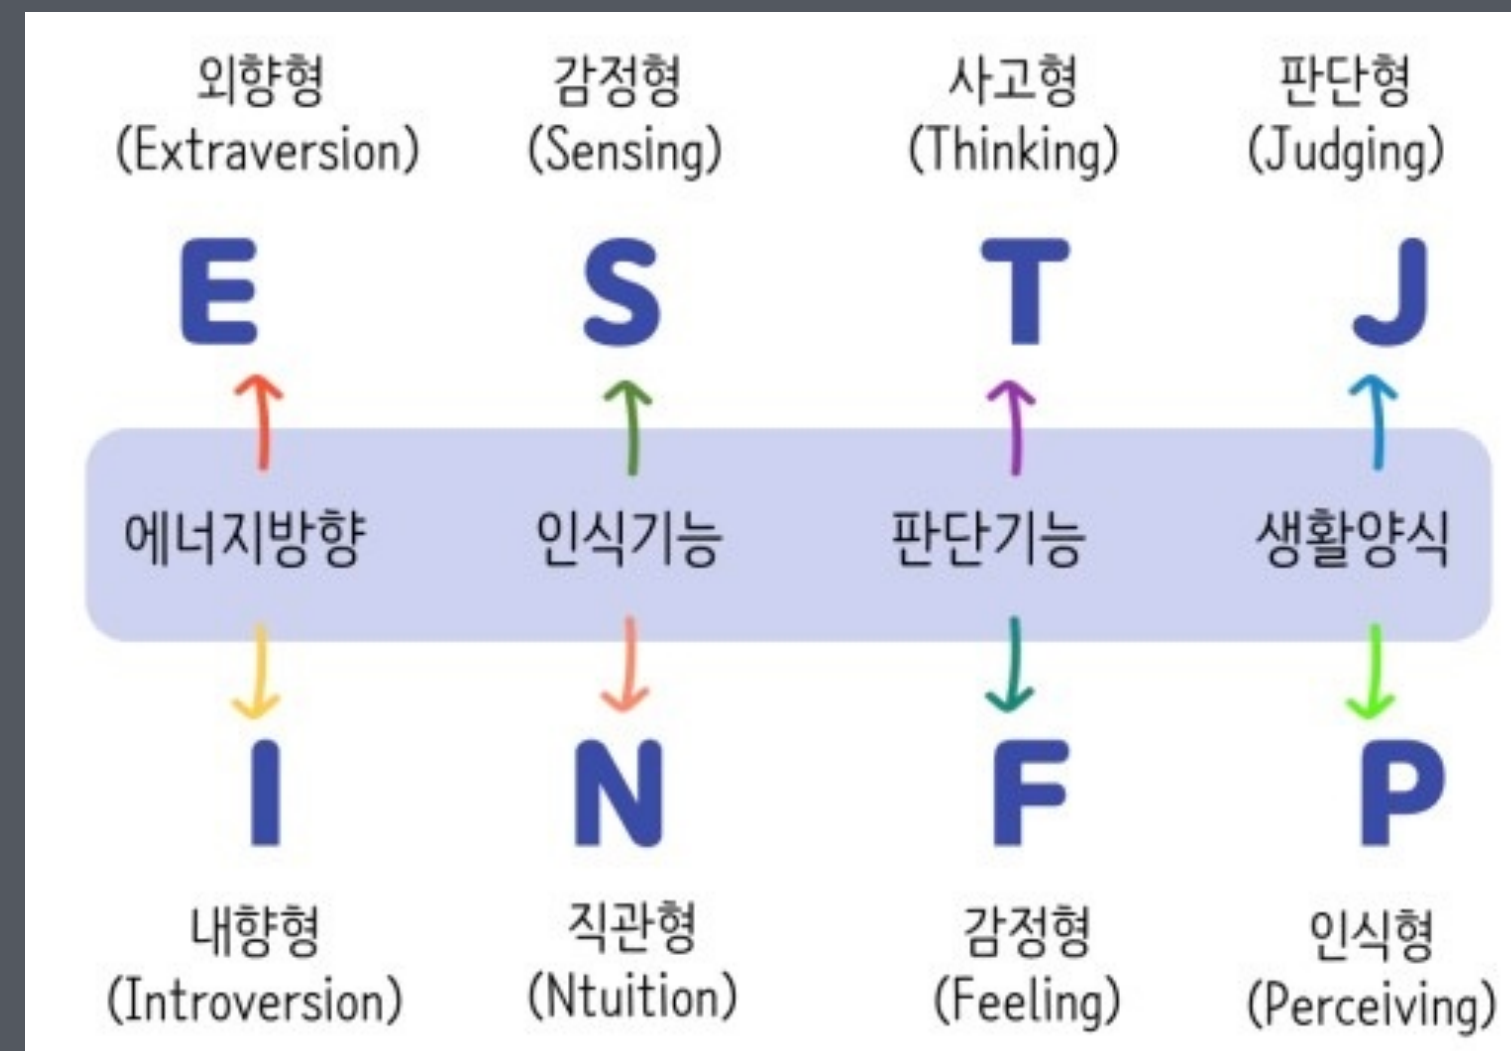 외향형 감정형 사고형 판단형
(Extraversion) (Sensing) (Thinking) (Judging)
E S T J
에너지방향 인식기능 판단기능 생활양식
I N F P
내향형 직관형 감정형 인식형
(Introversion) (Ntuition) (Feeling) (Perceiving)